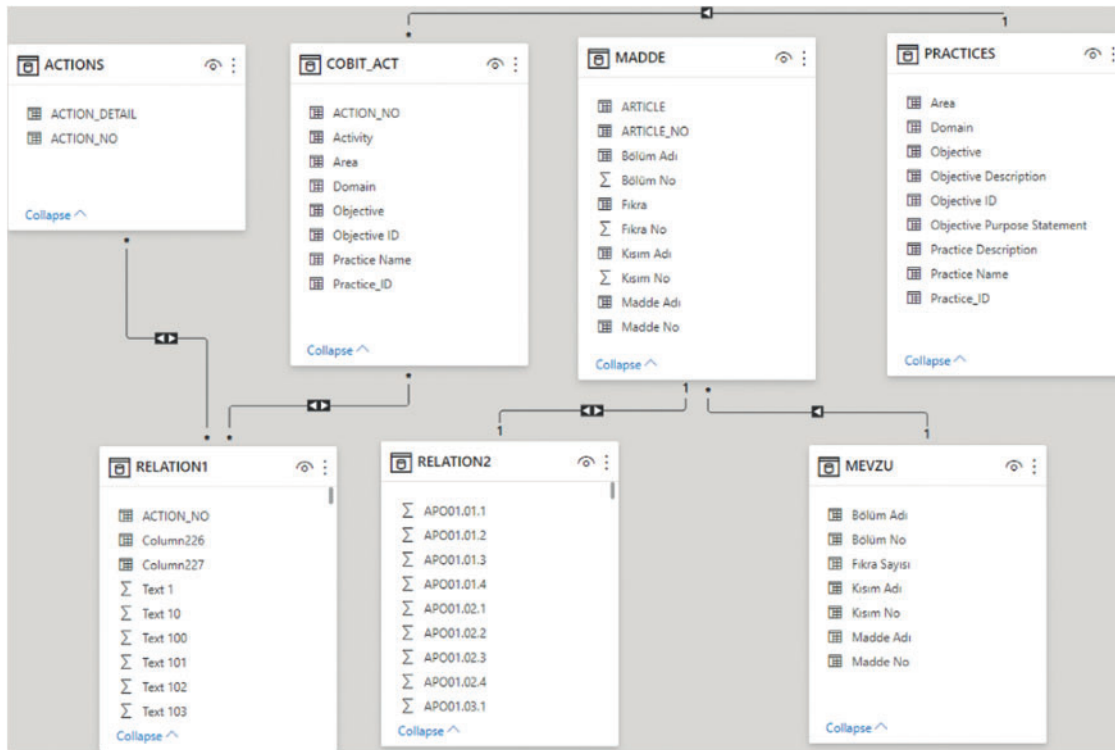 1
*
ACTIONS
ACTION_DETAIL
ACTION_NO
Collapse
*
COBIT_ACT
ACTION_NO
Activity
Area
Domain
Objective
Objective ID
Practice Name
Practice_ID
Collapse
*
MADDE
ARTICLE
ARTICLE_NO
Bölüm Adı
Σ Bölüm No
Fıkra
Σ Fıkra No
Kısım Adı
Σ Kısım No
Madde Adı
Madde No
Collapse
1
*
PRACTICES
Area
Domain
Objective
Objective Description
Objective ID
Objective Purpose Statement
Practice Description
Practice Name
Practice_ID
Collapse
*
*
RELATION1
ACTION_NO
Column226
Column227
Σ Text 1
Σ Text 10
Σ Text 100
Σ Text 101
Σ Text 102
Σ Text 103
Collapse
1
RELATION2
Σ APO01.01.1
Σ APO01.01.2
Σ APO01.01.3
Σ APO01.01.4
Σ APO01.02.1
Σ APO01.02.2
Σ APO01.02.3
Σ APO01.02.4
Σ APO01.03.1
Collapse
1
MEVZU
Bölüm Adı
Bölüm No
Fıkra Sayısı
Kısım Adı
Kısım No
Madde Adı
Madde No
Collapse